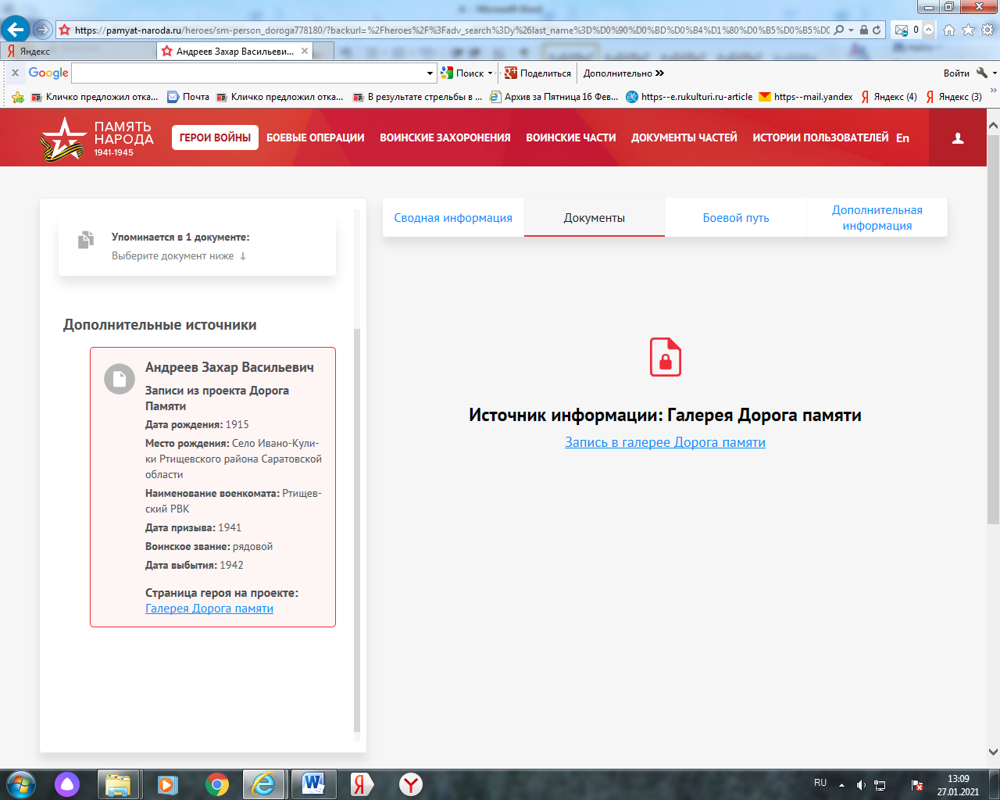 https://pamyat-naroda.ru/heroes/sm-person_doroga778180/?backurl=%2Fheroes%2F%3Fadv_search%3Dy%26last_name%3D%D0%90%D0%BD%D0%B4%D1%80%D0%B5%D0%B5%D0
0
Яндекс
Андреев Захар Васильеви...
Google
Поиск
Поделиться
Дополнительно
Войти
Кличко предложил отка...
Почта
Кличко предложил отка...
В результате стрельбы в ...
Архив за Пятница 16 Фев...
https--e.rukulturi.ru-article
https--mail.yandex
Яндекс (4)
Яндекс (3)
ПАМЯТЬ
НАРОДА
1941-1945
ГЕРОИ ВОЙНЫ
БОЕВЫЕ ОПЕРАЦИИ
ВОИНСКИЕ ЗАХОРОНЕНИЯ
ВОИНСКИЕ ЧАСТИ
ДОКУМЕНТЫ ЧАСТЕЙ
ИСТОРИИ ПОЛЬЗОВАТЕЛЕЙ
En
Упоминается в 1 документе:
Выберите документ ниже ↓
Дополнительные источники
Андреев Захар Васильевич
Записи из проекта Дорога
Памяти
Дата рождения: 1915
Место рождения: Село Ивано-Кули-
ки Ртищевского района Саратовской
области
Наименование военкомата: Ртищев-
ский РВК
Дата призыва: 1941
Воинское звание: рядовой
Дата выбытия: 1942
Страница героя на проекте:
Галерея Дорога памяти
Сводная информация
Документы
Боевой путь
Дополнительная
информация
Источник информации: Галерея Дорога памяти
Запись в галерее Дорога памяти
RU
13:09
27.01.2021